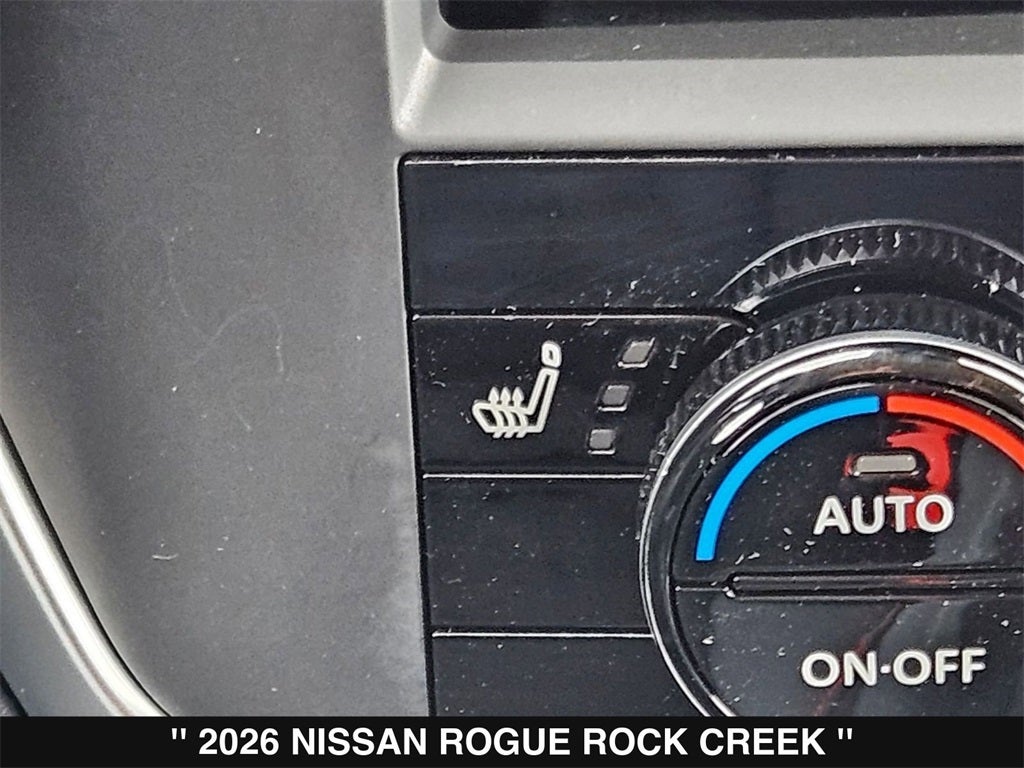 AUTO
ON·OFF
" 2026 NISSAN ROGUE ROCK CREEK "